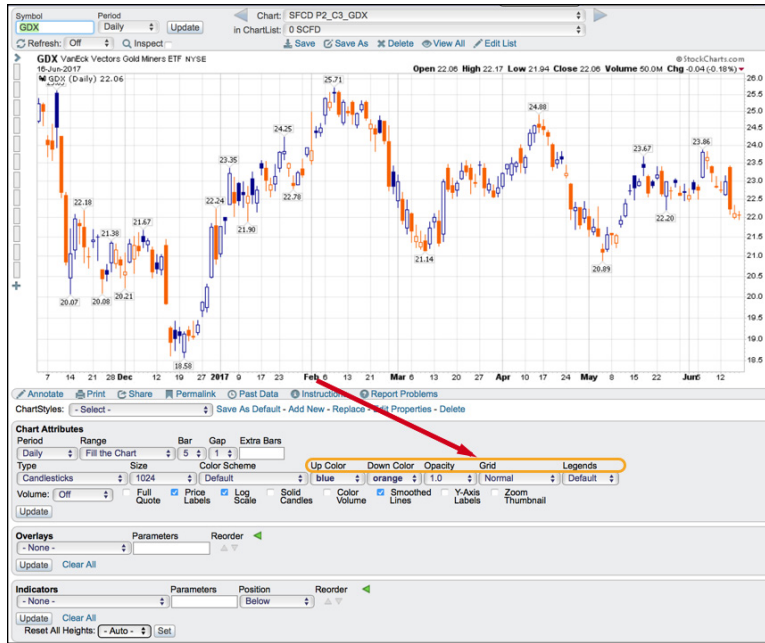 Symbol Period Chart: SFCD P2_C3_GDX
GDX Daily Update in ChartList: 0 SCFD
Refresh: Off Inspect Save Save As Delete View All Edit List
GDX VanEck Vectors Gold Miners ETF NYSE © StockCharts.com
16-Jun-2017 Open 22.06 High 22.17 Low 21.94 Close 22.06 Volume 50.0M Chg -0.04 (-0.18%)
GDX (Daily) 22.06
25.71
24.88
24.25
23.35
23.86
23.67
22.78
22.24
22.18
21.90
22.20
21.38
21.67
21.14
20.89
20.07
20.08
20.21
18.58
26.0
25.5
25.0
24.5
24.0
23.5
23.0
22.5
22.0
21.5
21.0
20.5
20.0
19.5
19.0
18.5
7 14 21 28 Dec 12 19 27 2017 9 17 23 Feb 6 13 21 Mar 6 13 20 27 Apr 10 17 24 May 8 15 22 Jun 5 12
Annotate Print Share Permalink Past Data Instructions Report Problems
ChartStyles: - Select - Save As Default - Add New - Replace - Edit Properties - Delete
Chart Attributes
Period Range Bar Gap Extra Bars
Daily Fill the Chart 5 1
Type Size Color Scheme Up Color Down Color Opacity Grid Legends
Candlesticks 1024 Default blue orange 1.0 Normal Default
Volume: Off Full Quote Price Labels Log Scale Solid Candles Color Volume Smoothed Lines Y-Axis Labels Zoom Thumbnail
Update
Overlays Parameters Reorder
- None -
Update Clear All
Indicators Parameters Position Reorder
- None - Below
Update Clear All
Reset All Heights: - Auto - Set